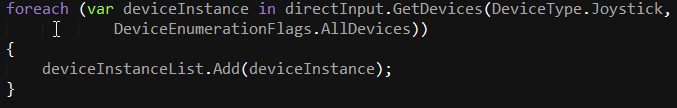 foreach (var deviceInstance in directInput.GetDevices(DeviceType.Joystick,
DeviceEnumerationFlags.AllDevices))
{
deviceInstanceList.Add(deviceInstance);
}